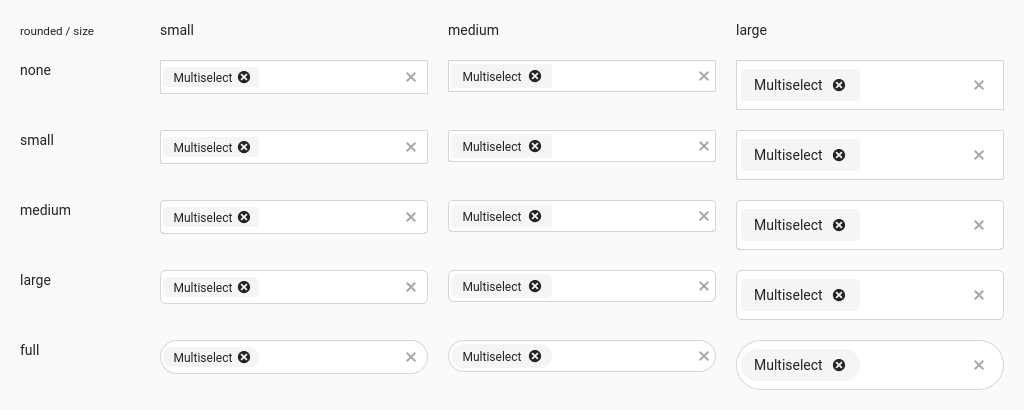 rounded / size small medium large
none Multiselect Multiselect Multiselect
small Multiselect Multiselect Multiselect
medium Multiselect Multiselect Multiselect
large Multiselect Multiselect Multiselect
full Multiselect Multiselect Multiselect